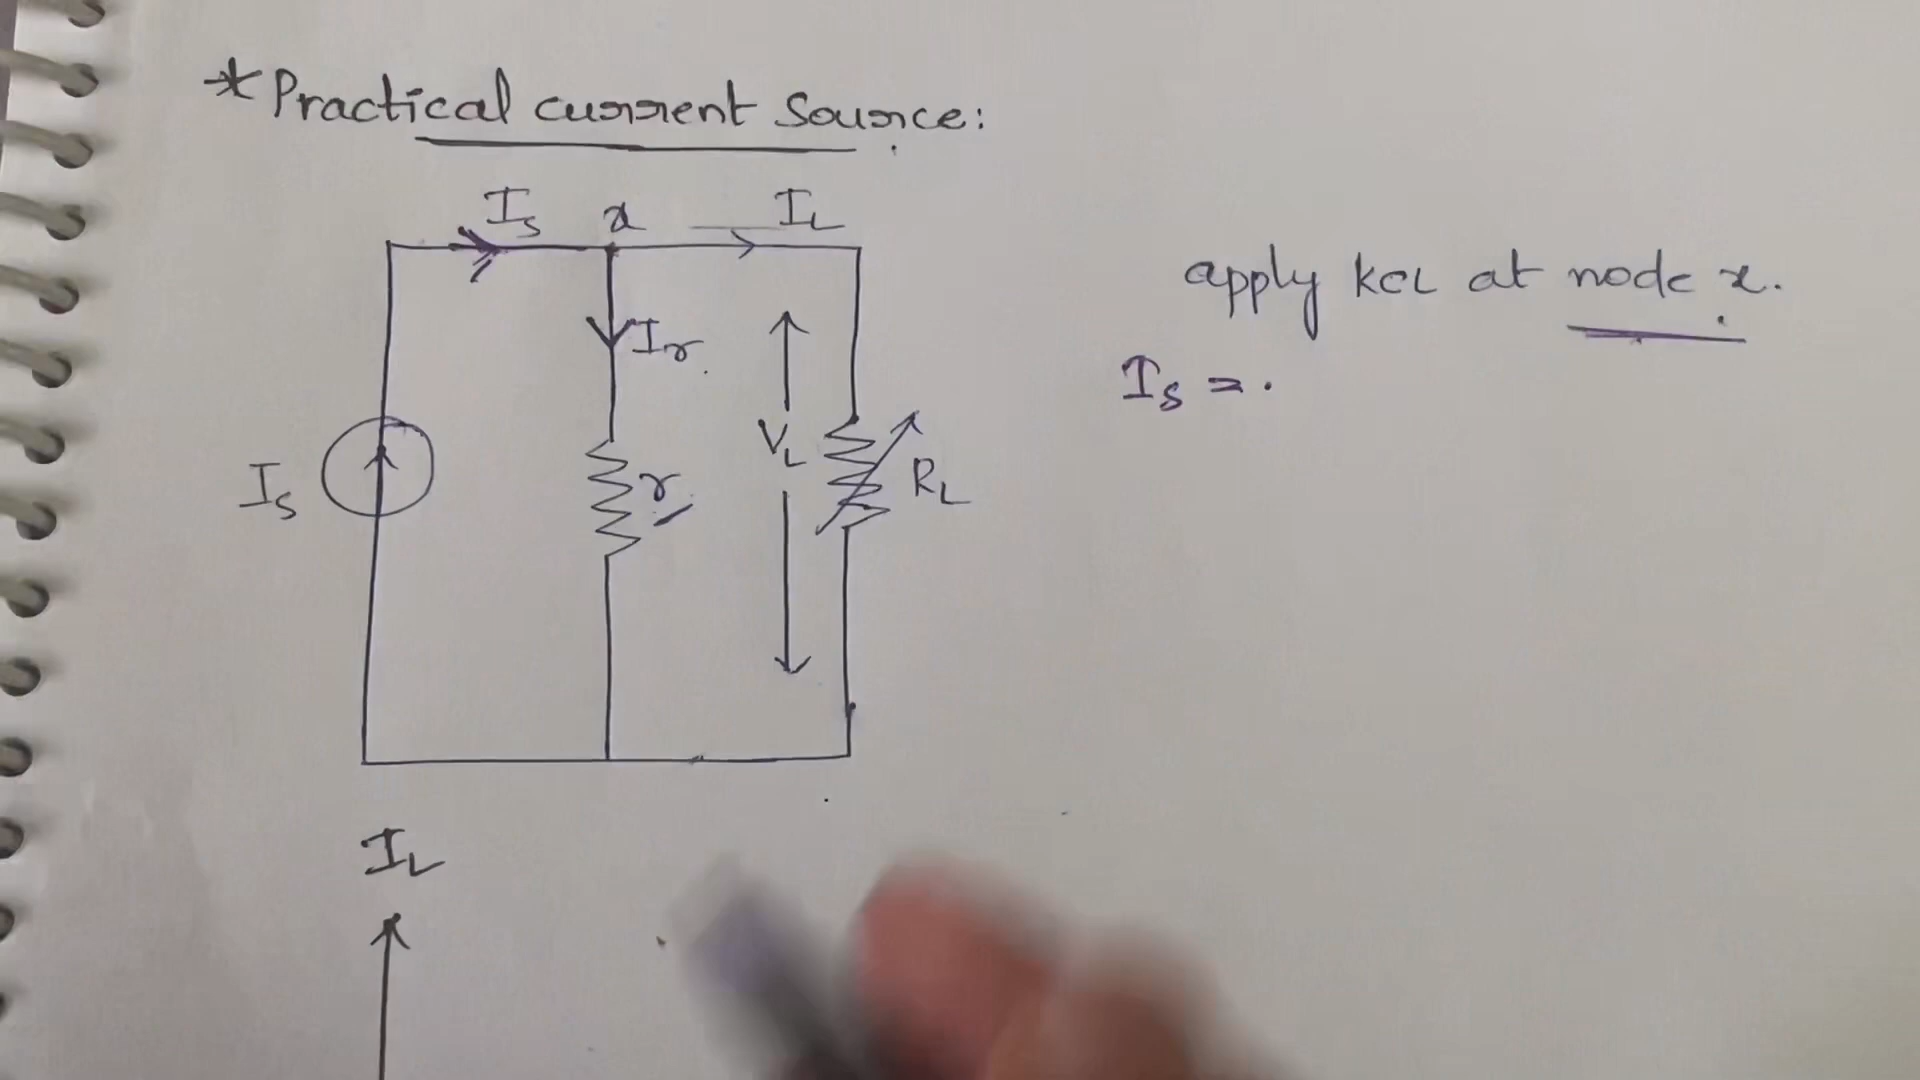 *Practical current source:
Is x IL
apply kcl at node x.
Ir
Is = .
VL
Is r RL
IL